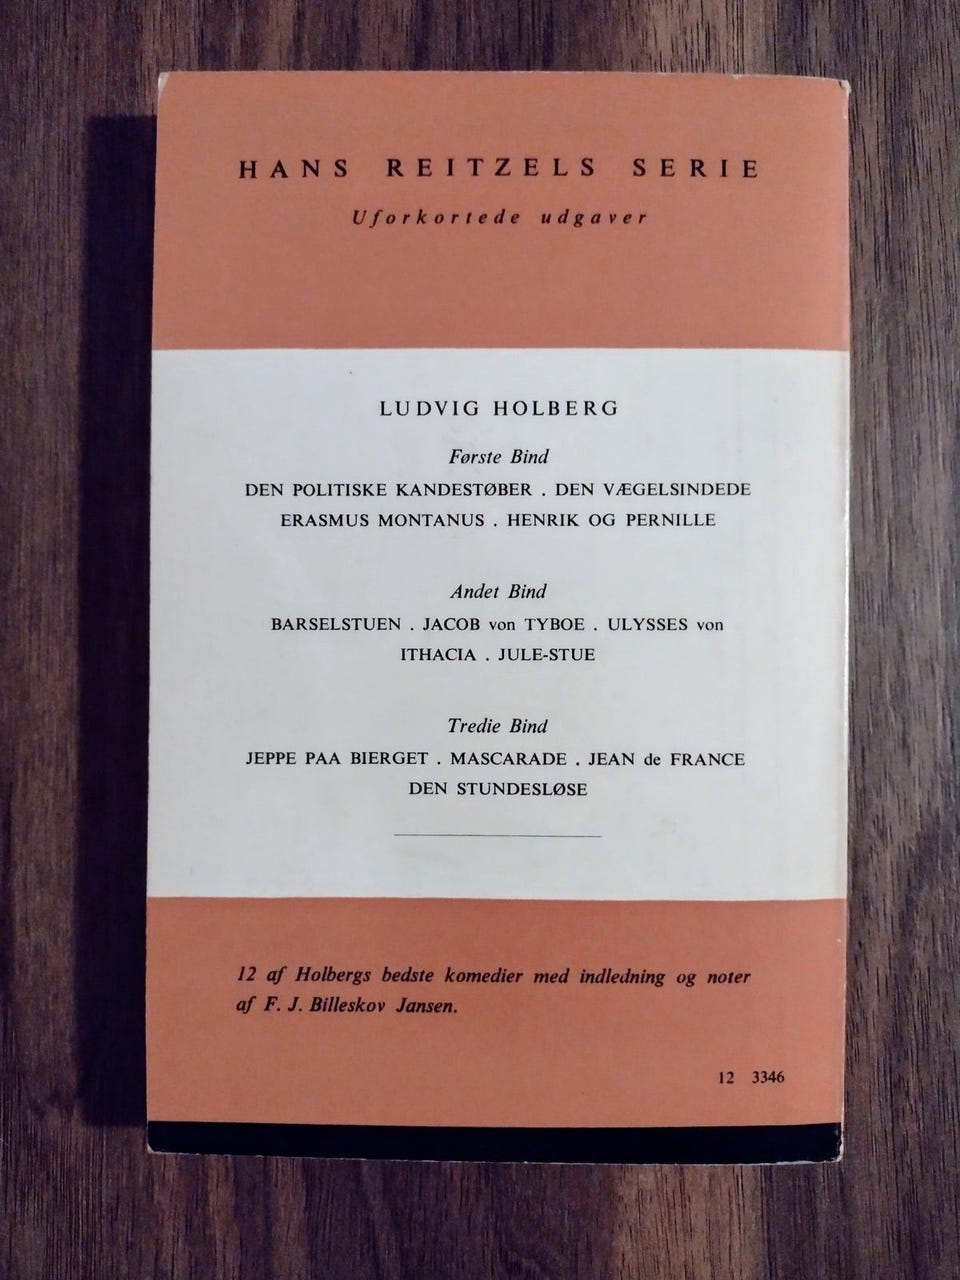 HANS REITZELS SERIE
Uforkortede udgaver
LUDVIG HOLBERG
Første Bind
DEN POLITISKE KANDESTØBER . DEN VÆGELSINDEDE
ERASMUS MONTANUS . HENRIK OG PERNILLE
Andet Bind
BARSELSTUEN . JACOB von TYBOE . ULYSSES von
ITHACIA . JULE-STUE
Tredie Bind
JEPPE PAA BIERGET . MASCARADE . JEAN de FRANCE
DEN STUNDESLØSE
12 af Holbergs bedste komedier med indledning og noter
af F. J. Billeskov Jansen.
12 3346